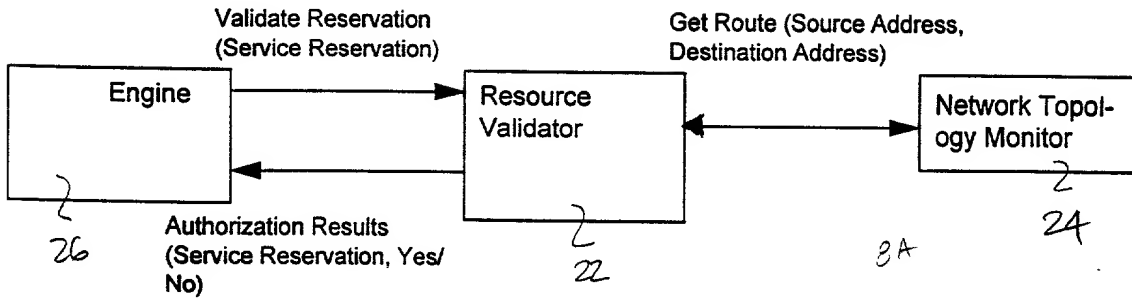 Validate Reservation
(Service Reservation)
Get Route (Source Address,
Destination Address)
Engine
Resource
Validator
Network Topol-
ogy Monitor
Authorization Results
(Service Reservation, Yes/
No)
26
22
8A
24